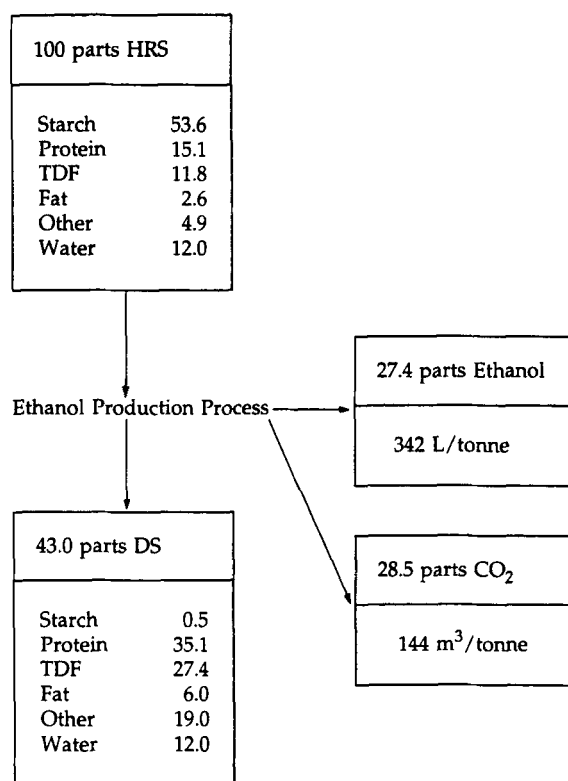 100 parts HRS
Starch 53.6
Protein 15.1
TDF 11.8
Fat 2.6
Other 4.9
Water 12.0
Ethanol Production Process
27.4 parts Ethanol
342 L/tonne
28.5 parts CO₂
144 m³/tonne
43.0 parts DS
Starch 0.5
Protein 35.1
TDF 27.4
Fat 6.0
Other 19.0
Water 12.0